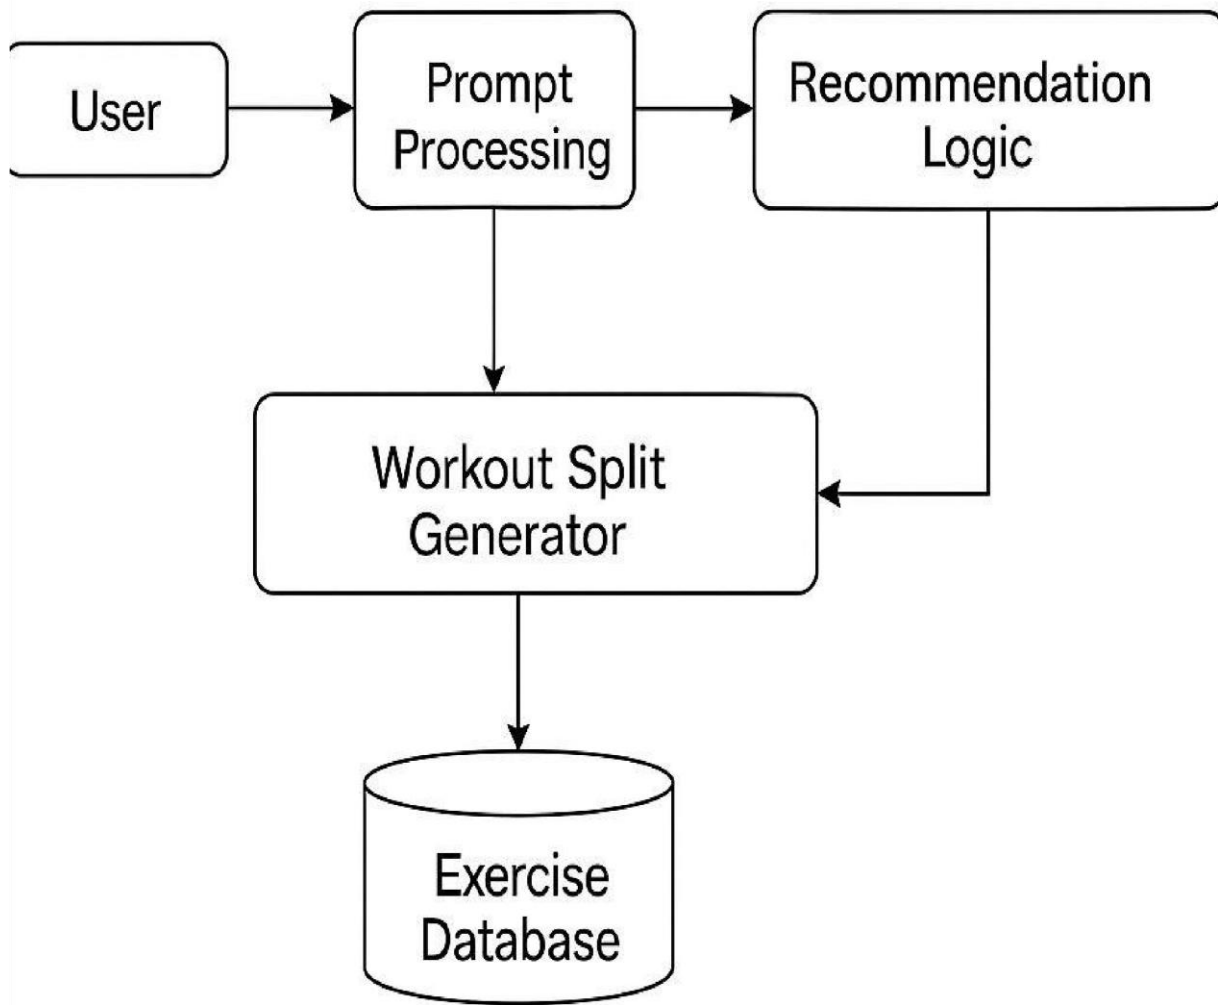 User
Prompt
Processing
Recommendation
Logic
Workout Split
Generator
Exercise
Database